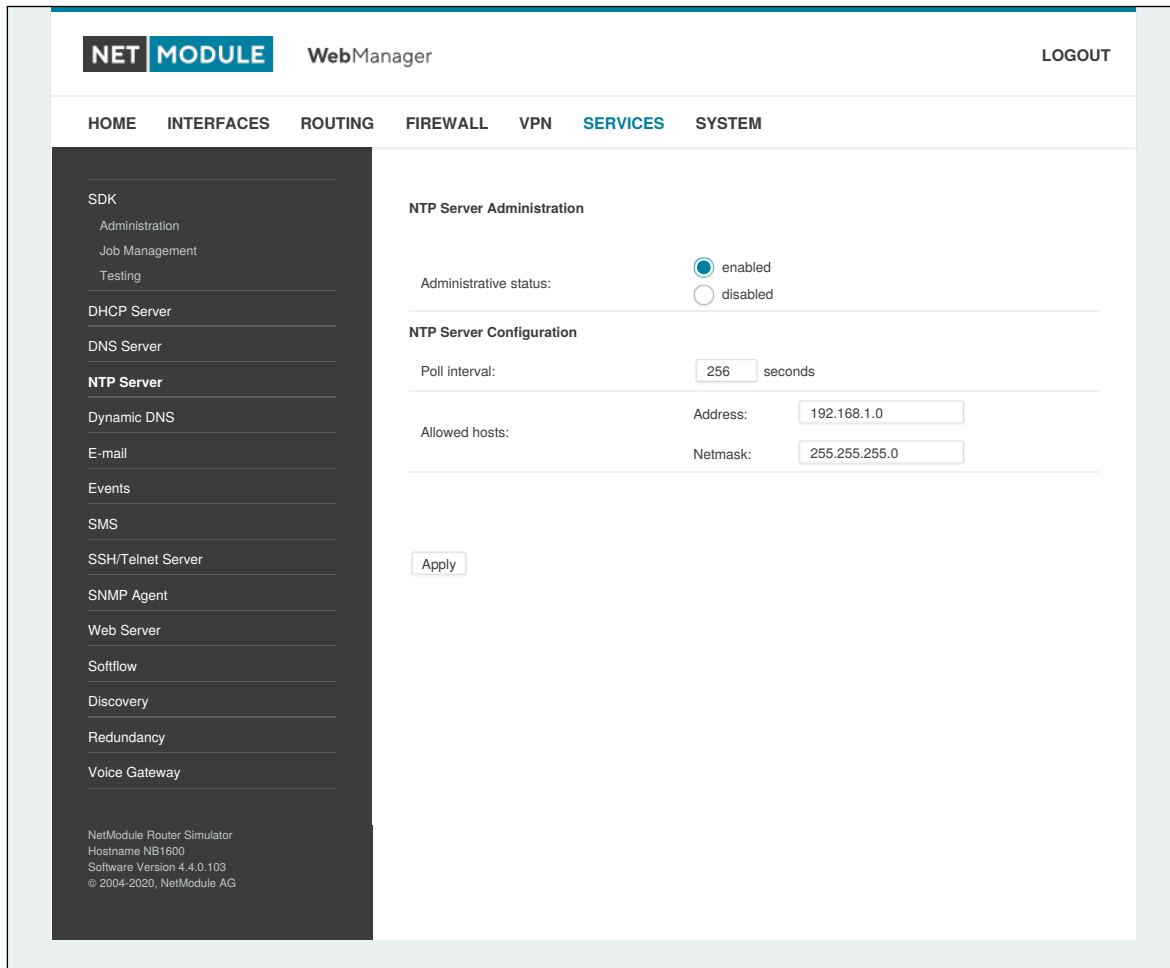 NET MODULE WebManager LOGOUT
HOME INTERFACES ROUTING FIREWALL VPN SERVICES SYSTEM
SDK
Administration
Job Management
Testing
DHCP Server
DNS Server
NTP Server
Dynamic DNS
E-mail
Events
SMS
SSH/Telnet Server
SNMP Agent
Web Server
Softflow
Discovery
Redundancy
Voice Gateway
NetModule Router Simulator
Hostname NB1600
Software Version 4.4.0.103
© 2004-2020, NetModule AG
NTP Server Administration
Administrative status:
enabled
disabled
NTP Server Configuration
Poll interval: 256 seconds
Allowed hosts:
Address: 192.168.1.0
Netmask: 255.255.255.0
Apply